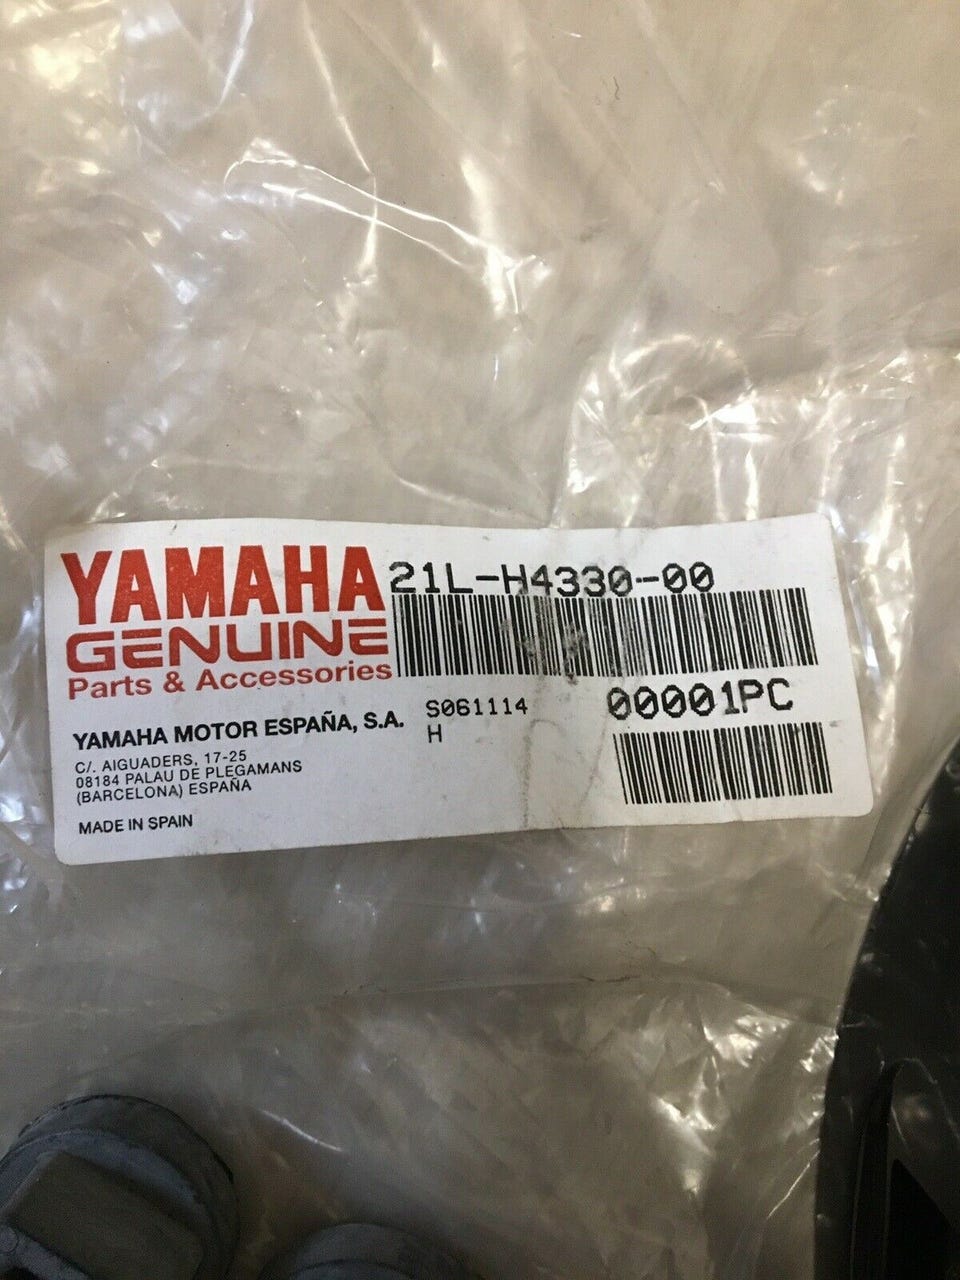 YAMAHA
GENUINE
Parts & Accessories
21L-H4330-00
YAMAHA MOTOR ESPAÑA, S.A.
C/. AIGUADERS, 17-25
08184 PALAU DE PLEGAMANS
(BARCELONA) ESPAÑA
MADE IN SPAIN
S061114
H
00001PC